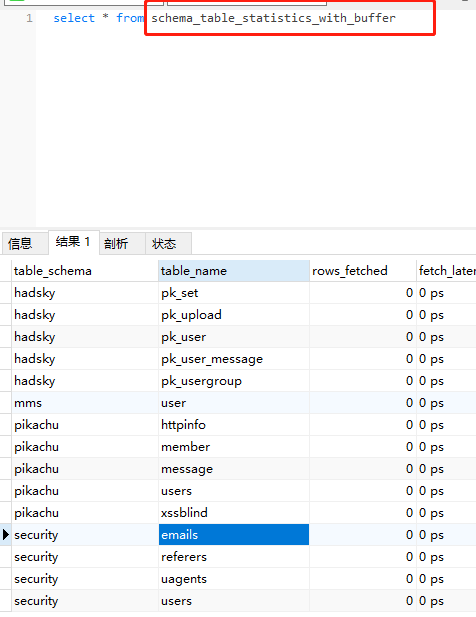 1 select * from schema_table_statistics_with_buffer
信息 结果 1 剖析 状态
table_schema table_name rows_fetched fetch_laten
hadsky pk_set 0 0 ps
hadsky pk_upload 0 0 ps
hadsky pk_user 0 0 ps
hadsky pk_user_message 0 0 ps
hadsky pk_usergroup 0 0 ps
mms user 0 0 ps
pikachu httpinfo 0 0 ps
pikachu member 0 0 ps
pikachu message 0 0 ps
pikachu users 0 0 ps
pikachu xssblind 0 0 ps
security emails 0 0 ps
security referers 0 0 ps
security uagents 0 0 ps
security users 0 0 ps